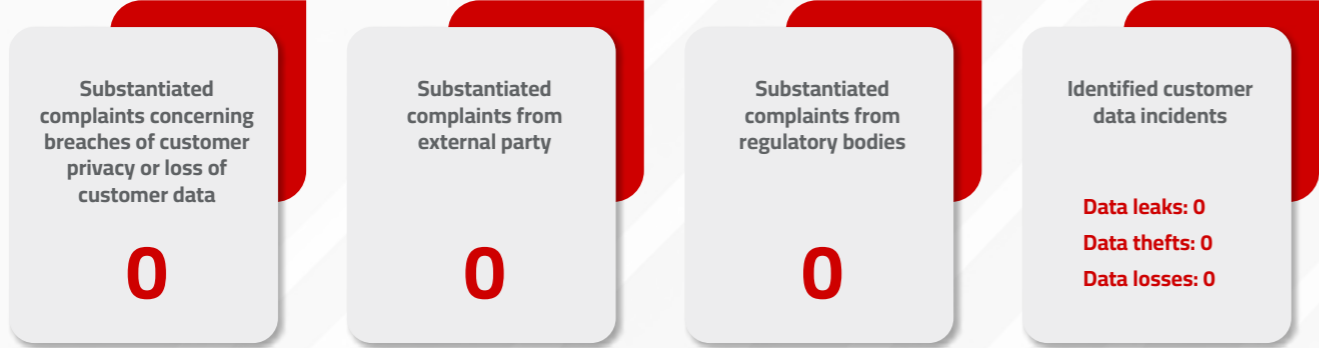 Substantiated
complaints concerning
breaches of customer
privacy or loss of
customer data
0
Substantiated
complaints from
external party
0
Substantiated
complaints from
regulatory bodies
0
Identified customer
data incidents
Data leaks: 0
Data thefts: 0
Data losses: 0